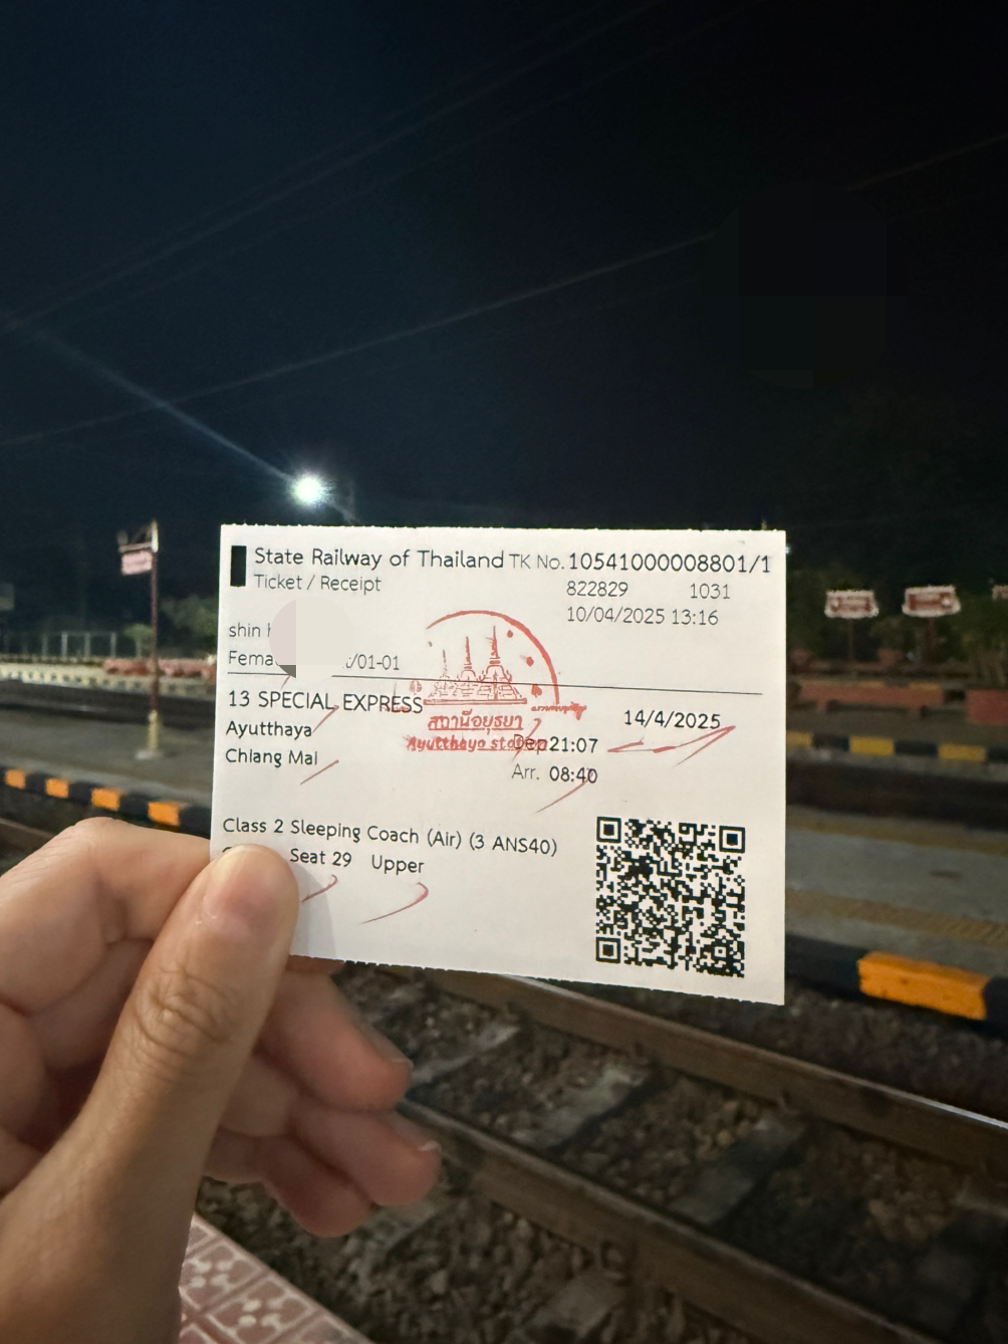 State Railway of Thailand TK No. 10541000008801/1
Ticket / Receipt 822829 1031
10/04/2025 13:16
shin
Fema /01-01
13 SPECIAL EXPRESS 14/4/2025
สถานีอยุธยา
Ayutthaya Dep 21:07
Ayutthaya station
Chiang Mai Arr. 08:40
Class 2 Sleeping Coach (Air) (3 ANS40)
Seat 29 Upper